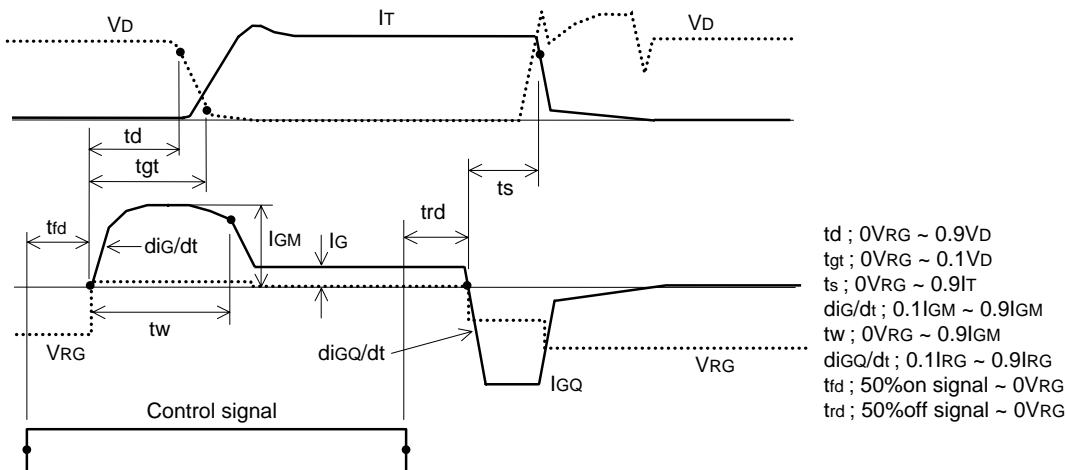 VD
IT
VD
td
tgt
ts
tfd
diG/dt
IGM
IG
trd
tw
VRG
diGQ/dt
IGQ
VRG
Control signal
td ; 0VRG ~ 0.9VD
tgt ; 0VRG ~ 0.1VD
ts ; 0VRG ~ 0.9IT
diG/dt ; 0.1IGM ~ 0.9IGM
tw ; 0VRG ~ 0.9IGM
diGQ/dt ; 0.1IRG ~ 0.9IRG
tfd ; 50%on signal ~ 0VRG
trd ; 50%off signal ~ 0VRG